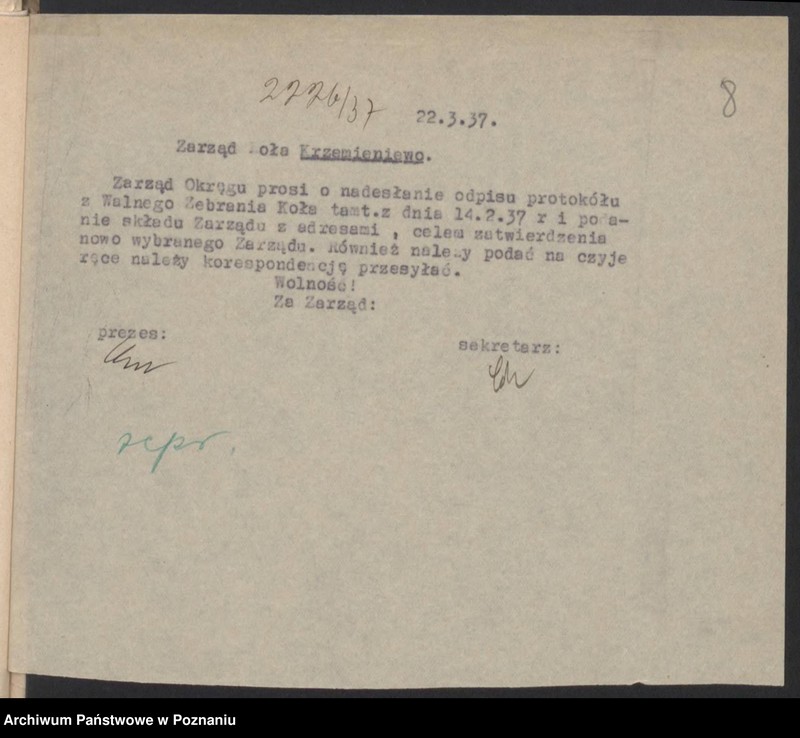 2226/37
22.3.37.
8
Zarząd Koła Krzemieniewo.
Zarząd Okręgu prosi o nadesłanie odpisu protokółu
z Walnego Zebrania Koła tamt.z dnia 14.2.37 r i poda-
nie składu Zarządu z adresami , celem zatwierdzenia
nowo wybranego Zarządu. Również należy podać na czyje
ręce należy korespondencję przesyłać.
Wolność!
Za Zarząd:
prezes:
sekretarz:
Archiwum Państwowe w Poznaniu